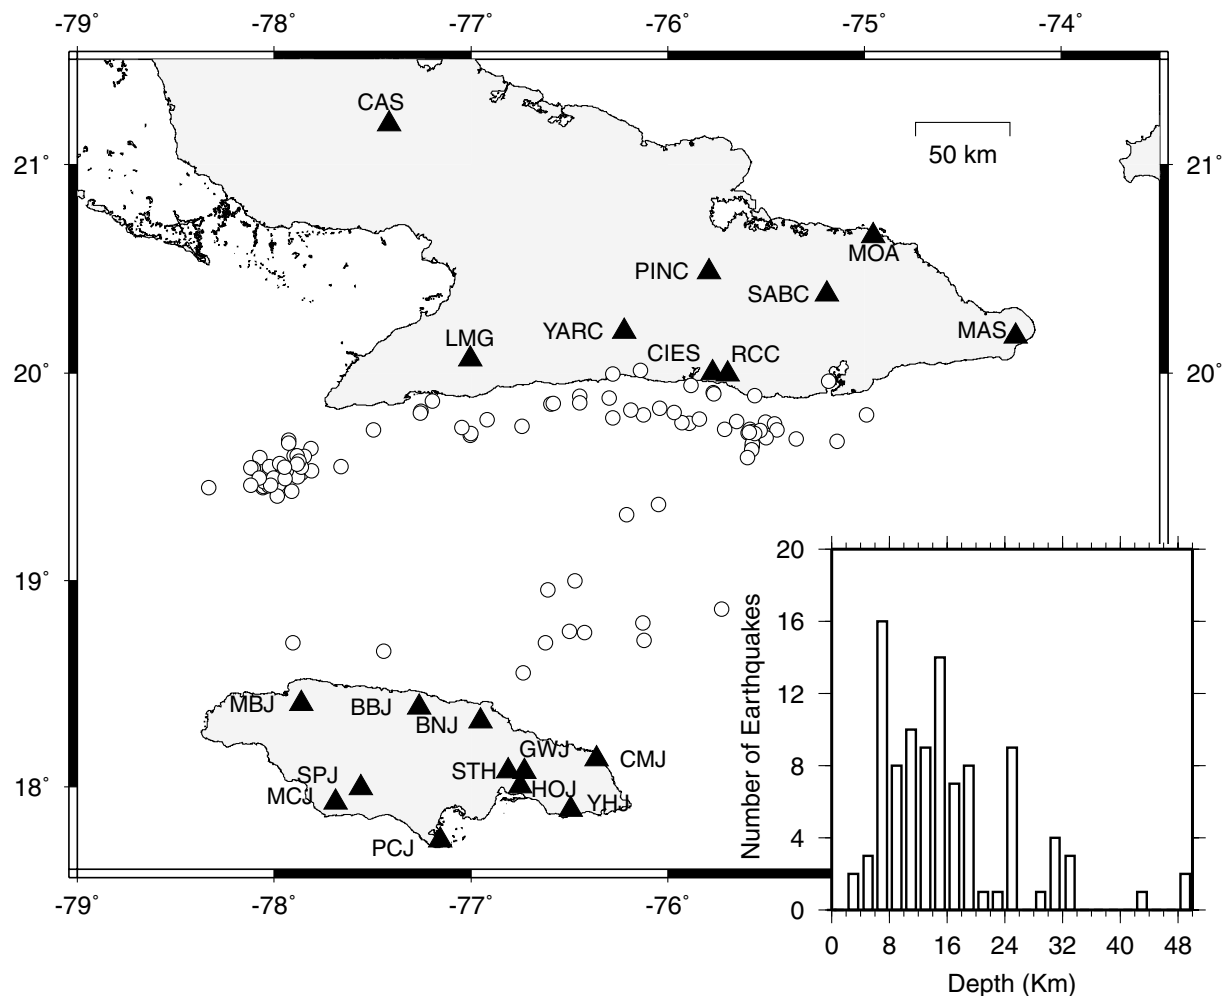 -79˚ -78˚ -77˚ -76˚ -75˚ -74˚
CAS
50 km
21˚ 21˚
MOA
PINC
SABC
MAS
YARC
LMG
CIES RCC
20˚ 20˚
19˚
18˚
MBJ
BBJ
BNJ
GWJ
CMJ
STH
SPJ
HOJ
MCJ
YHJ
PCJ
-79˚ -78˚ -77˚ -76˚
Number of Earthquakes
20
16
12
8
4
0
0 8 16 24 32 40 48
Depth (Km)